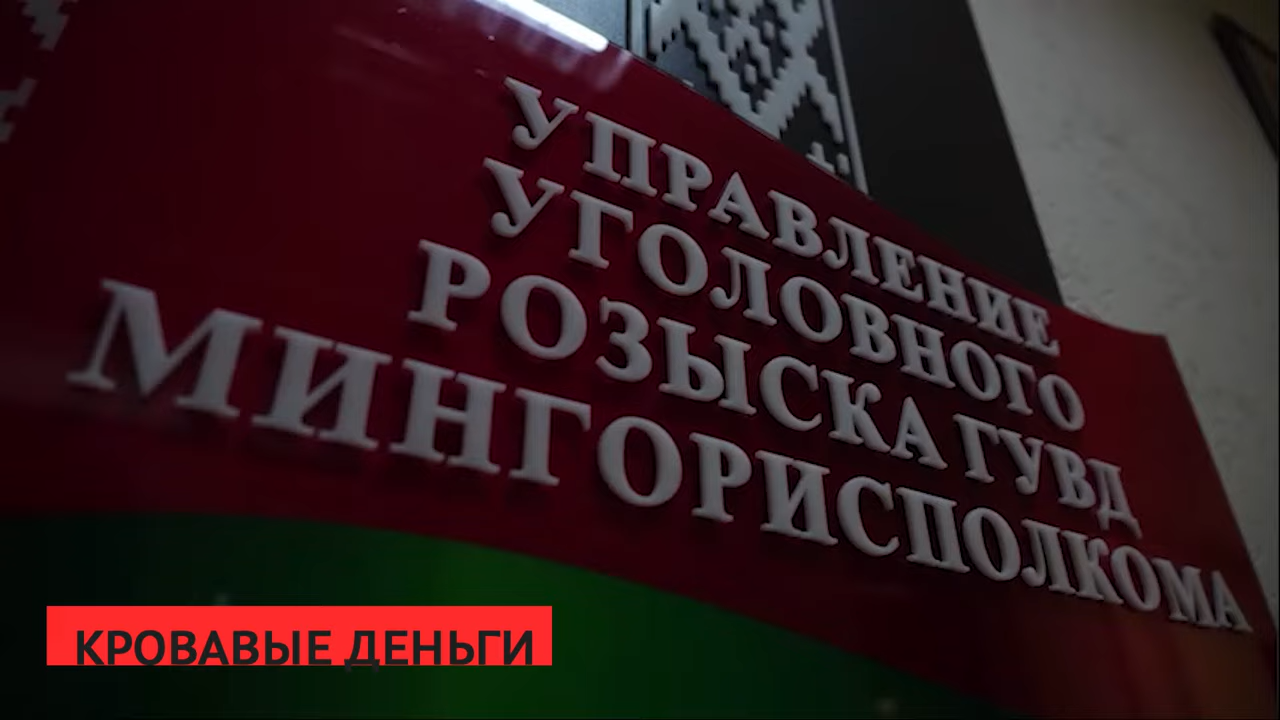 УПРАВЛЕНИЕ
УГОЛОВНОГО
РОЗЫСКА ГУВД
МИНГОРИСПОЛКОМА
КРОВАВЫЕ ДЕНЬГИ